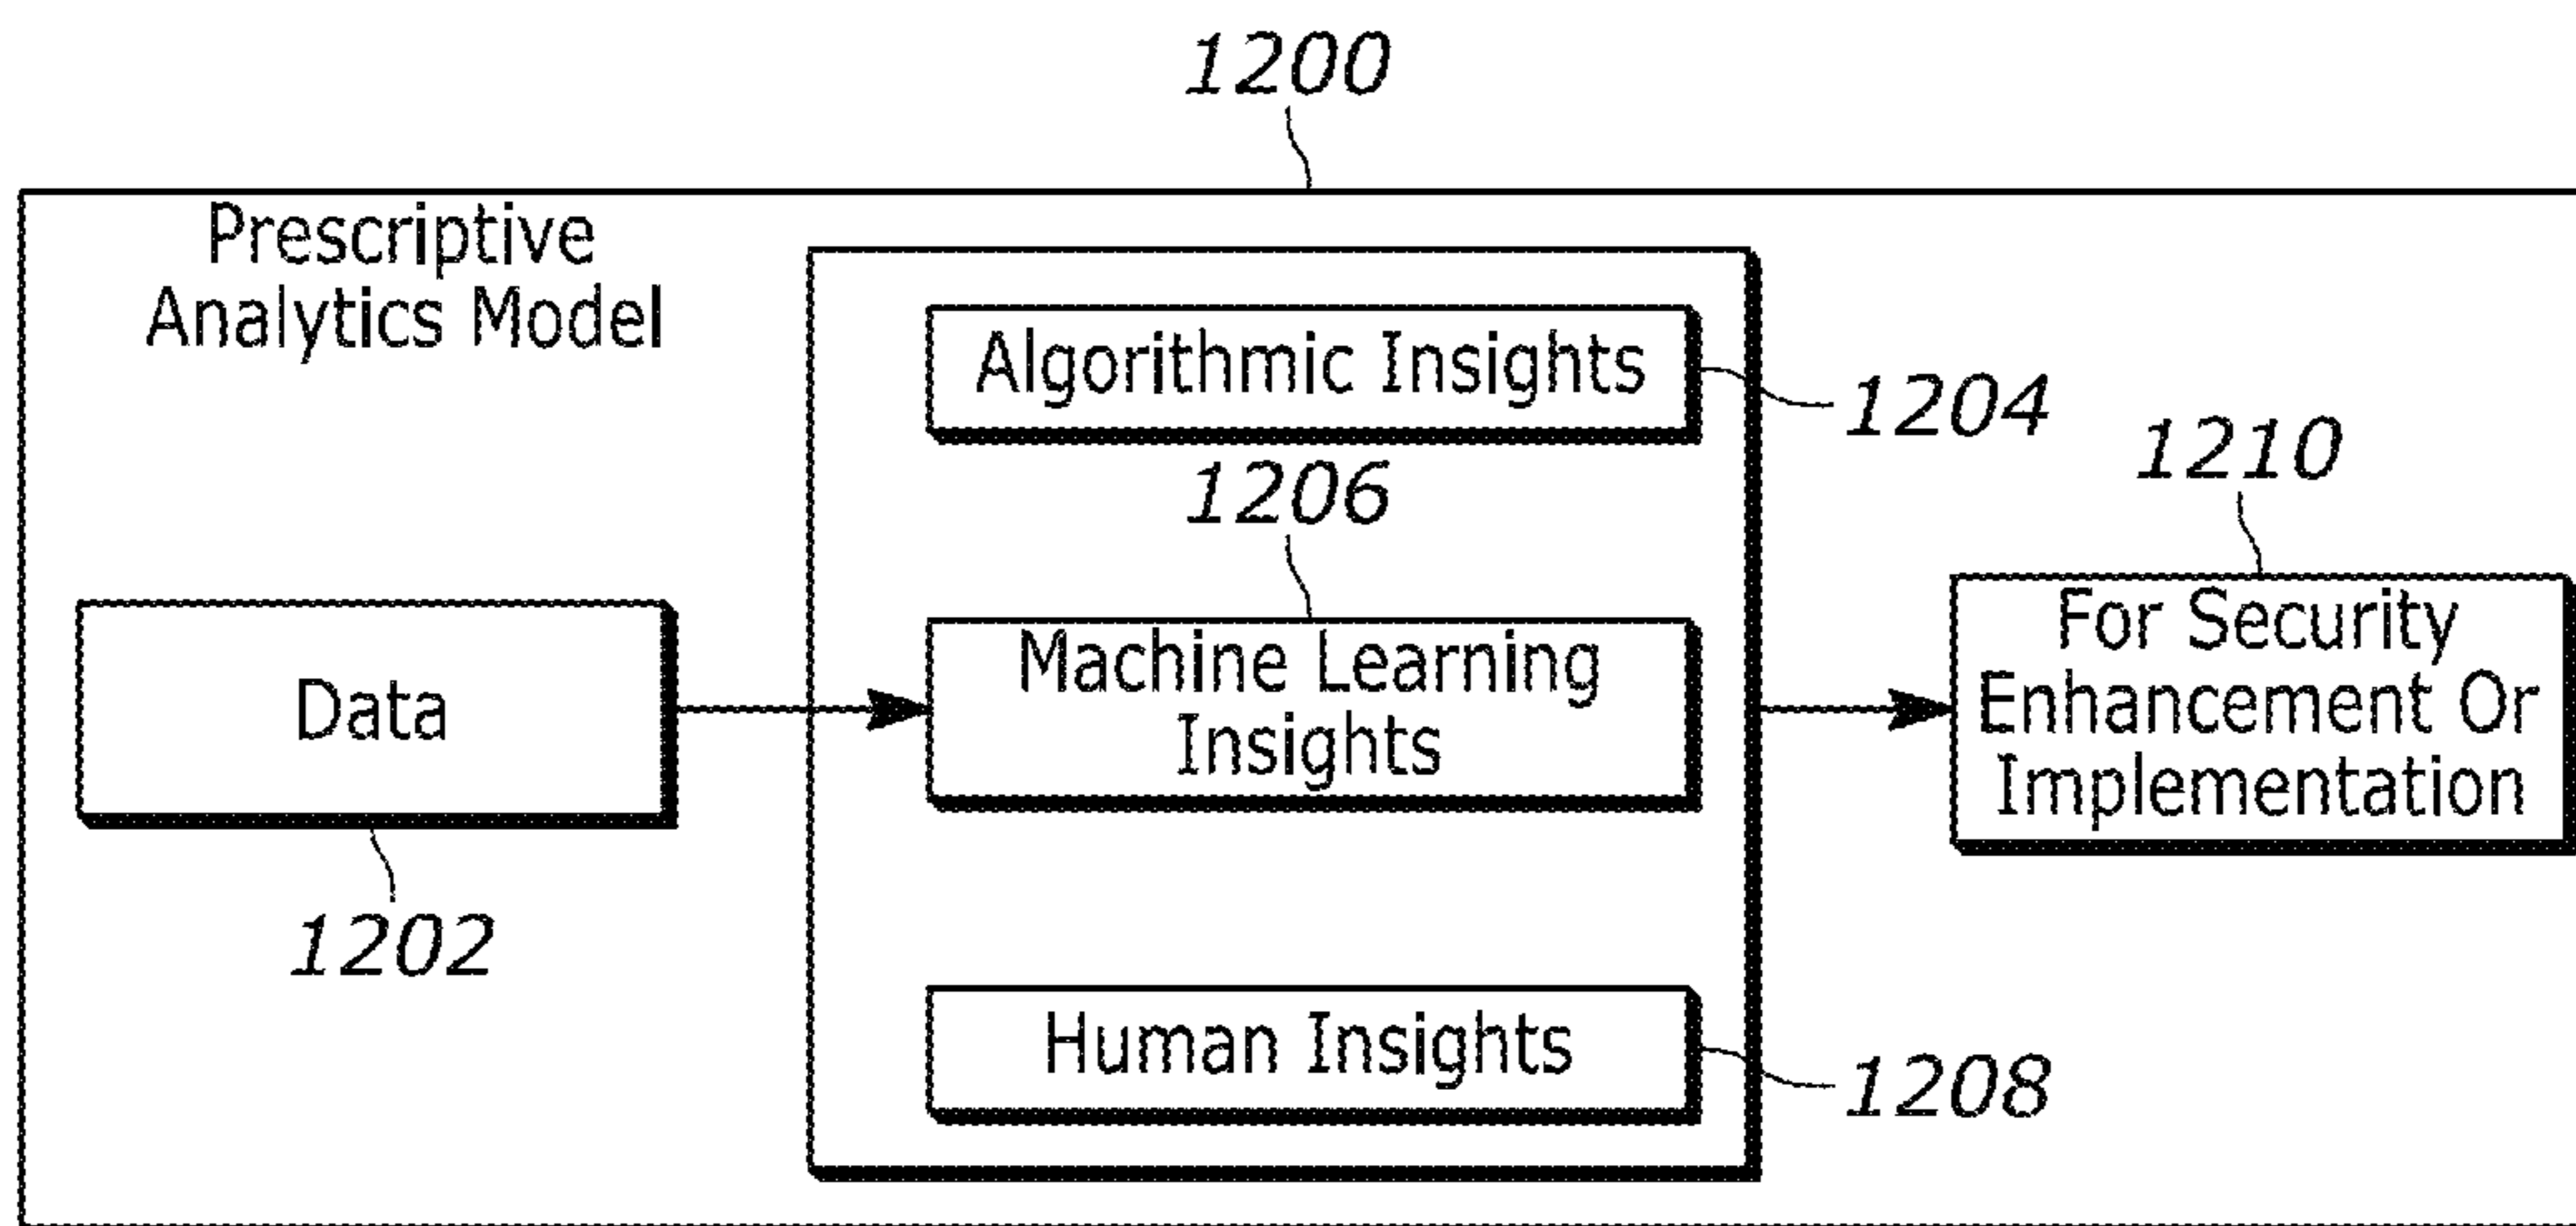 1200
Prescriptive
Analytics Model
Algorithmic Insights
1204
1206
1210
Data
Machine Learning
Insights
For Security
Enhancement Or
Implementation
1202
Human Insights
1208